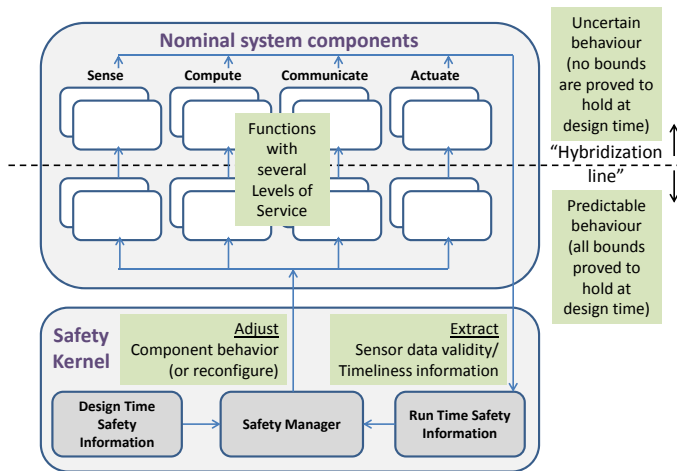 Nominal system components
Sense
Compute
Communicate
Actuate
Functions
with
several
Levels of
Service
Uncertain
behaviour
(no bounds
are proved to
hold at
design time)
“Hybridization
line”
Predictable
behaviour
(all bounds
proved to
hold at
design time)
Safety
Kernel
Adjust
Component behavior
(or reconfigure)
Extract
Sensor data validity/
Timeliness information
Design Time
Safety
Information
Safety Manager
Run Time Safety
Information